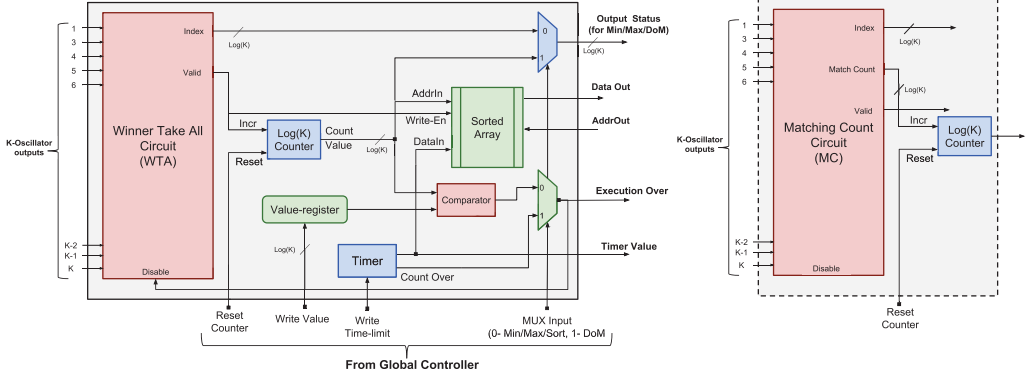 1
3
4
5
6
K-Oscillator
outputs
K-2
K-1
K
Index
Log(K)
Valid
Winner Take All
Circuit
(WTA)
Disable
Incr
Reset
Log(K)
Counter
Count
Value
Log(K)
AddrIn
Write-En
DataIn
Sorted
Array
0
1
Output Status
(for Min/Max/DoM)
Log(K)
Data Out
AddrOut
Value-register
Comparator
0
1
Execution Over
Log(K)
Timer
Count Over
Timer Value
Reset
Counter
Write Value
Write
Time-limit
MUX Input
(0- Min/Max/Sort, 1- DoM
From Global Controller
1
3
4
5
6
K-Oscillator
outputs
K-2
K-1
K
Index
Log(K)
Match Count
Log(K)
Valid
Matching Count
Circuit
(MC)
Disable
Incr
Reset
Log(K)
Counter
Reset
Counter